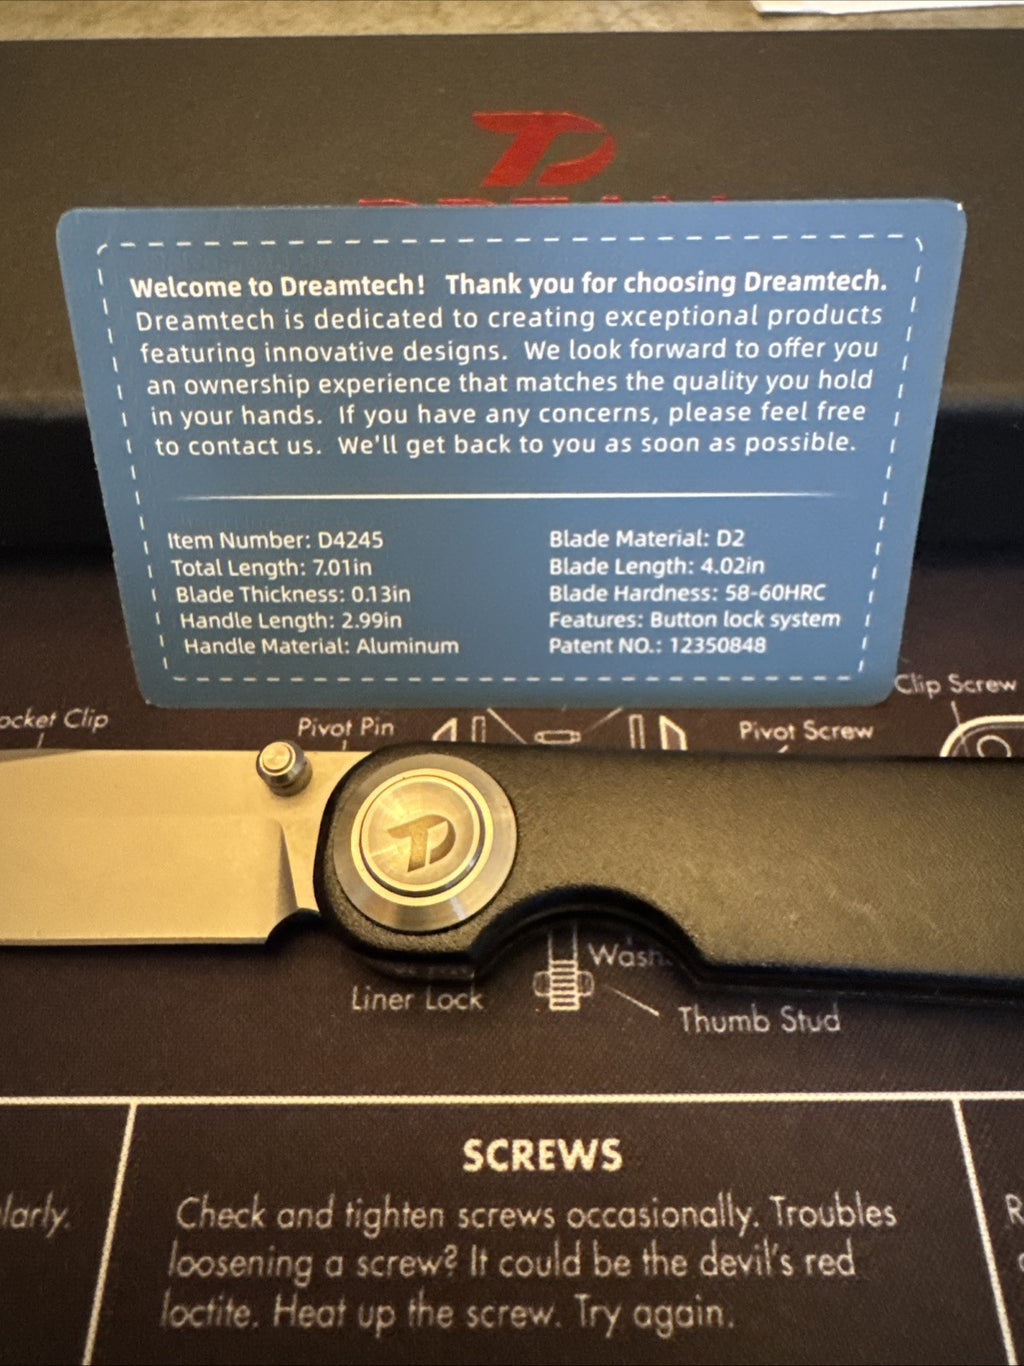 Welcome to Dreamtech! Thank you for choosing Dreamtech.
Dreamtech is dedicated to creating exceptional products
featuring innovative designs. We look forward to offer you
an ownership experience that matches the quality you hold
in your hands. If you have any concerns, please feel free
to contact us. We'll get back to you as soon as possible.
Item Number: D4245
Total Length: 7.01in
Blade Thickness: 0.13in
Handle Length: 2.99in
Handle Material: Aluminum
Blade Material: D2
Blade Length: 4.02in
Blade Hardness: 58-60HRC
Features: Button lock system
Patent NO.: 12350848
ocket Clip
Pivot Pin
Pivot Screw
Clip Screw
Wash
Liner Lock
Thumb Stud
larly.
SCREWS
Check and tighten screws occasionally. Troubles
loosening a screw? It could be the devil's red
loctite. Heat up the screw. Try again.